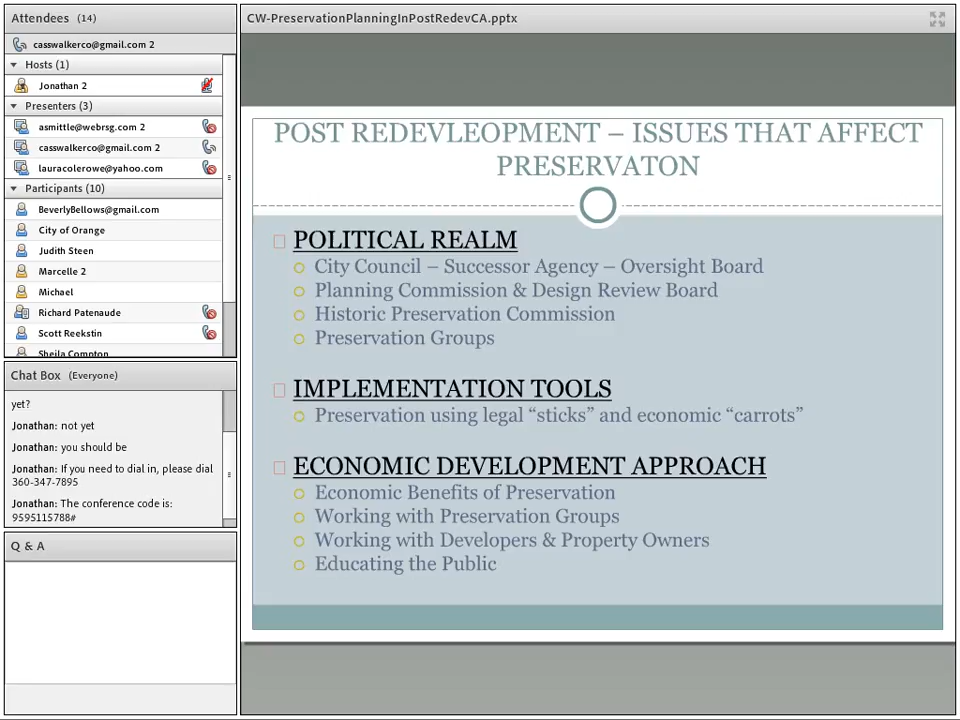 Attendees (14)
casswalkerco@gmail.com 2
Hosts (1)
Jonathan 2
Presenters (3)
asmittle@webrsg.com 2
casswalkerco@gmail.com 2
lauracolerowe@yahoo.com
Participants (10)
BeverlyBellows@gmail.com
City of Orange
Judith Steen
Marcelle 2
Michael
Richard Patenaude
Scott Reekstin
Sheila Compton
Chat Box (Everyone)
yet?
Jonathan: not yet
Jonathan: you should be
Jonathan: If you need to dial in, please dial
360-347-7895
Jonathan: The conference code is:
9595115788#
Q & A
CW-PreservationPlanningInPostRedevCA.pptx
POST REDEVLEOPMENT – ISSUES THAT AFFECT
PRESERVATON
POLITICAL REALM
City Council – Successor Agency – Oversight Board
Planning Commission & Design Review Board
Historic Preservation Commission
Preservation Groups
IMPLEMENTATION TOOLS
Preservation using legal “sticks” and economic “carrots”
ECONOMIC DEVELOPMENT APPROACH
Economic Benefits of Preservation
Working with Preservation Groups
Working with Developers & Property Owners
Educating the Public